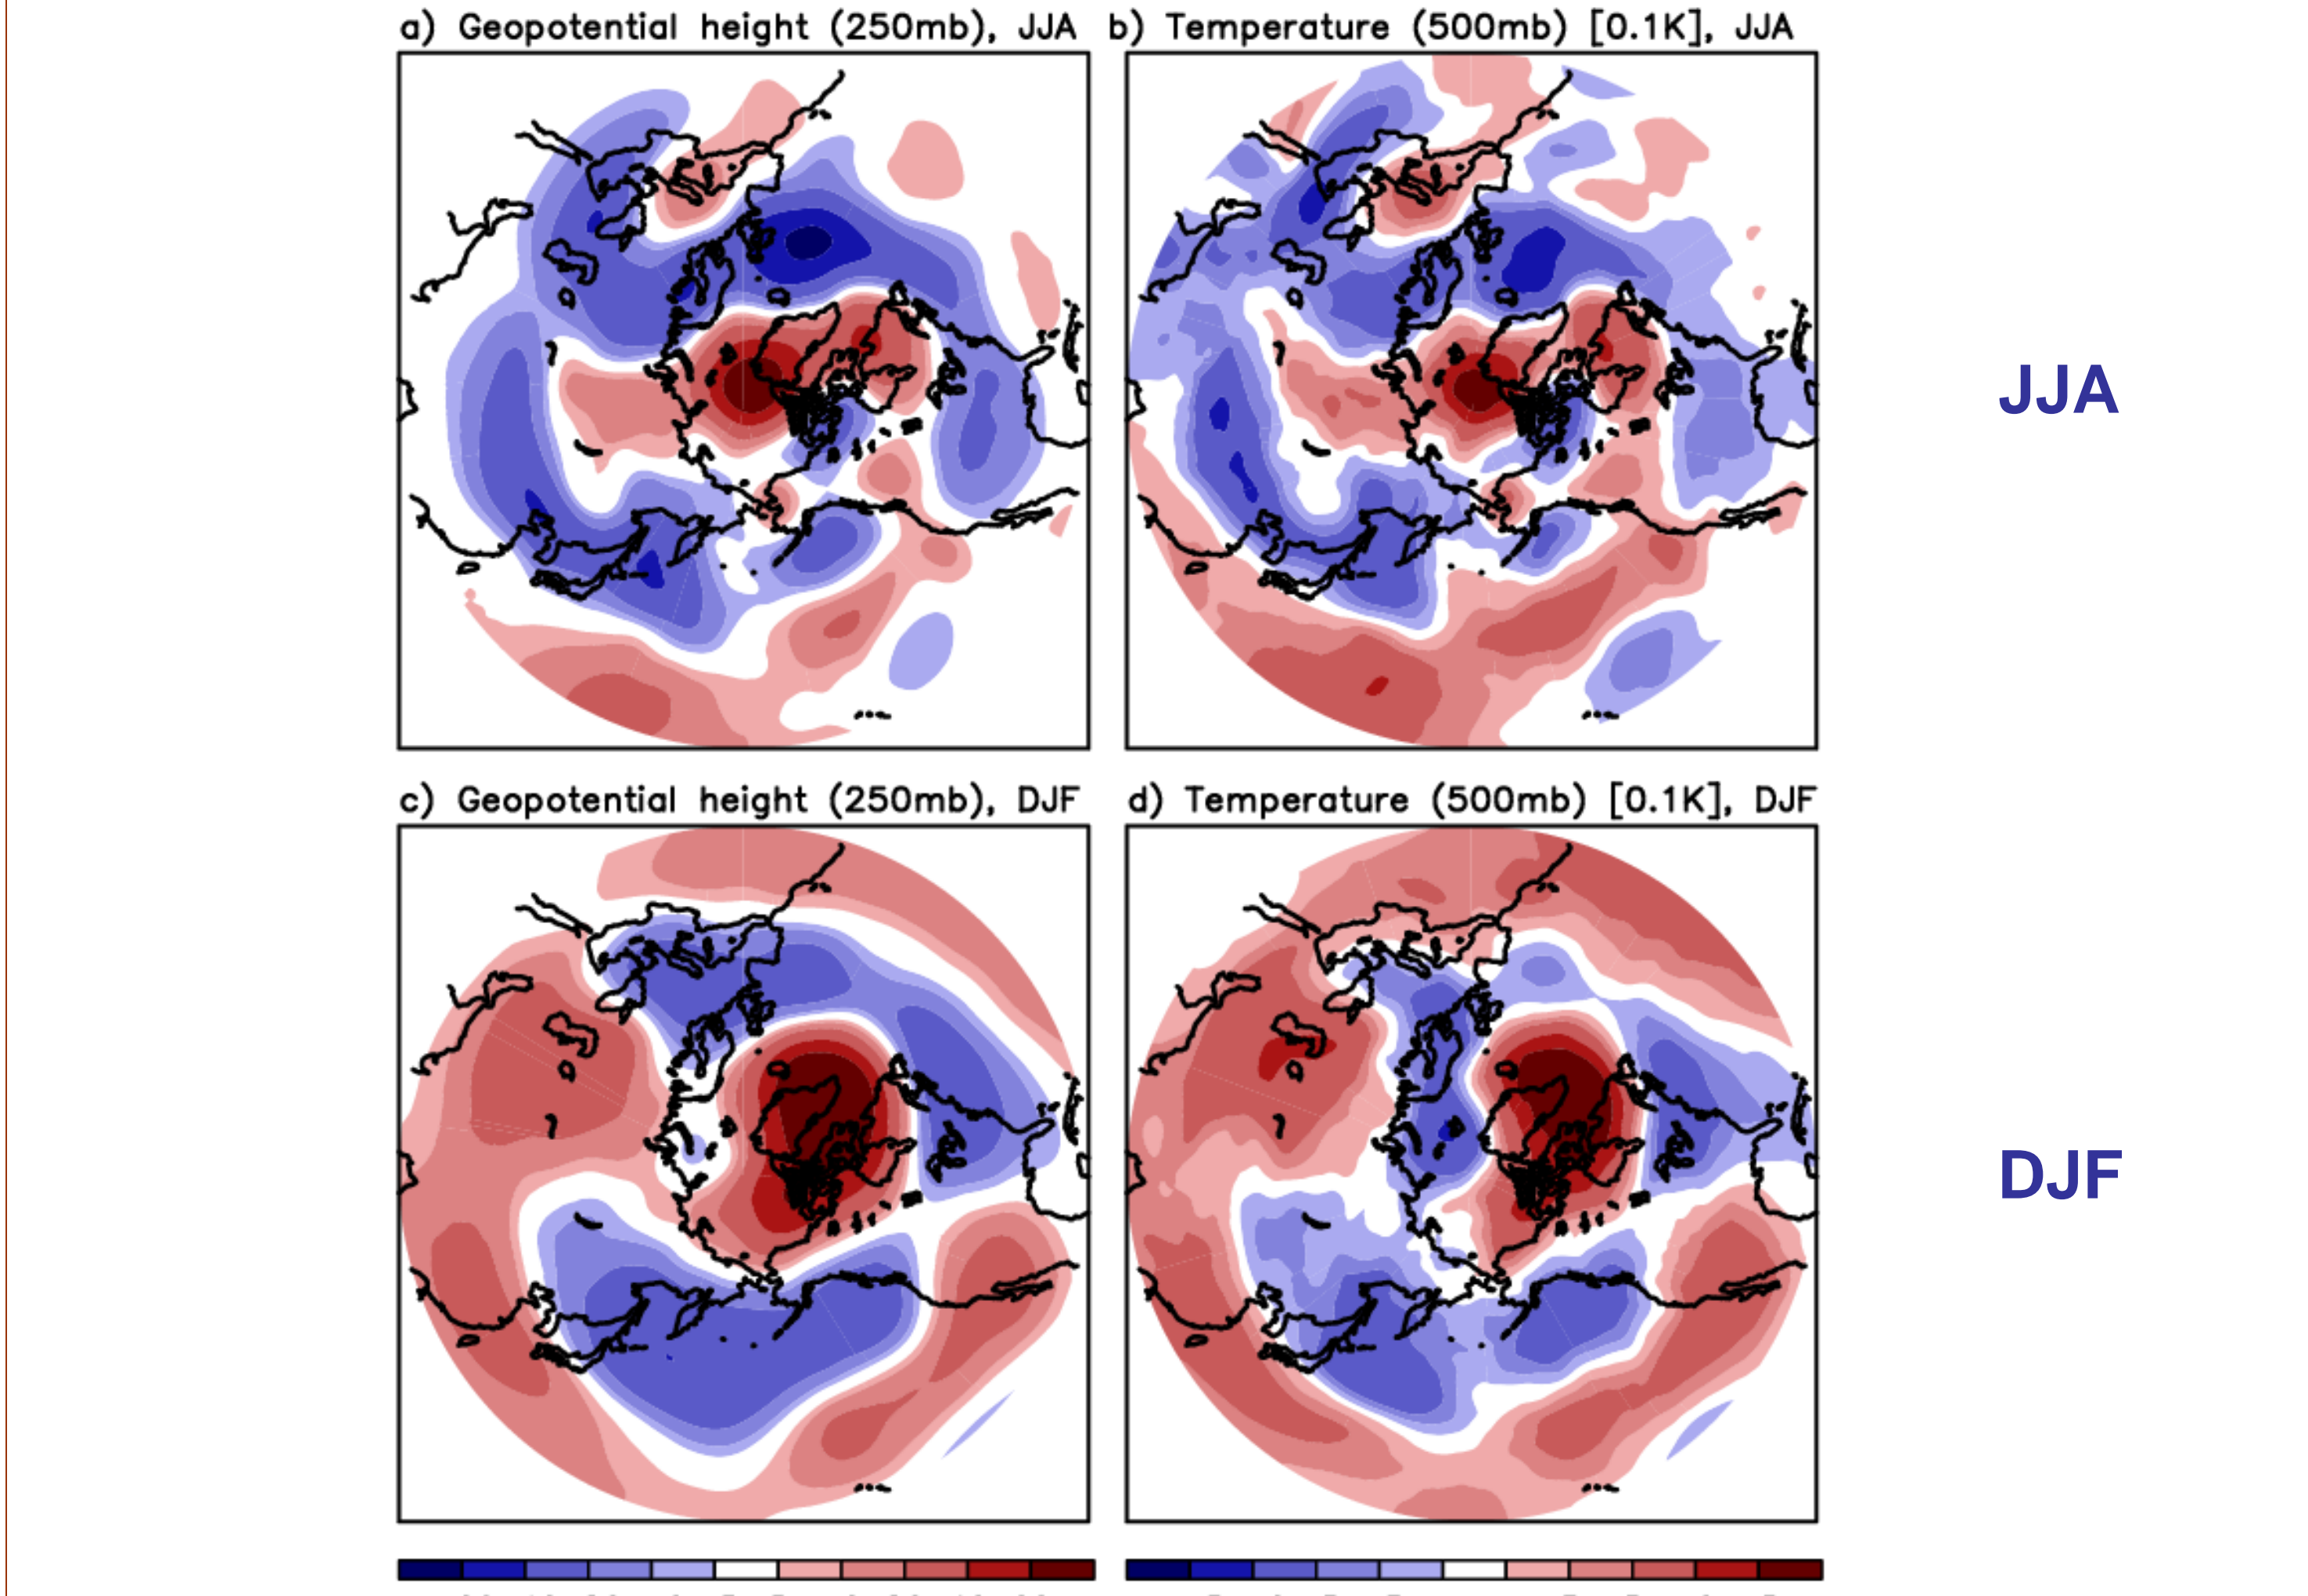 a) Geopotential height (250mb), JJA
b) Temperature (500mb) [0.1K], JJA
JJA
c) Geopotential height (250mb), DJF
d) Temperature (500mb) [0.1K], DJF
DJF